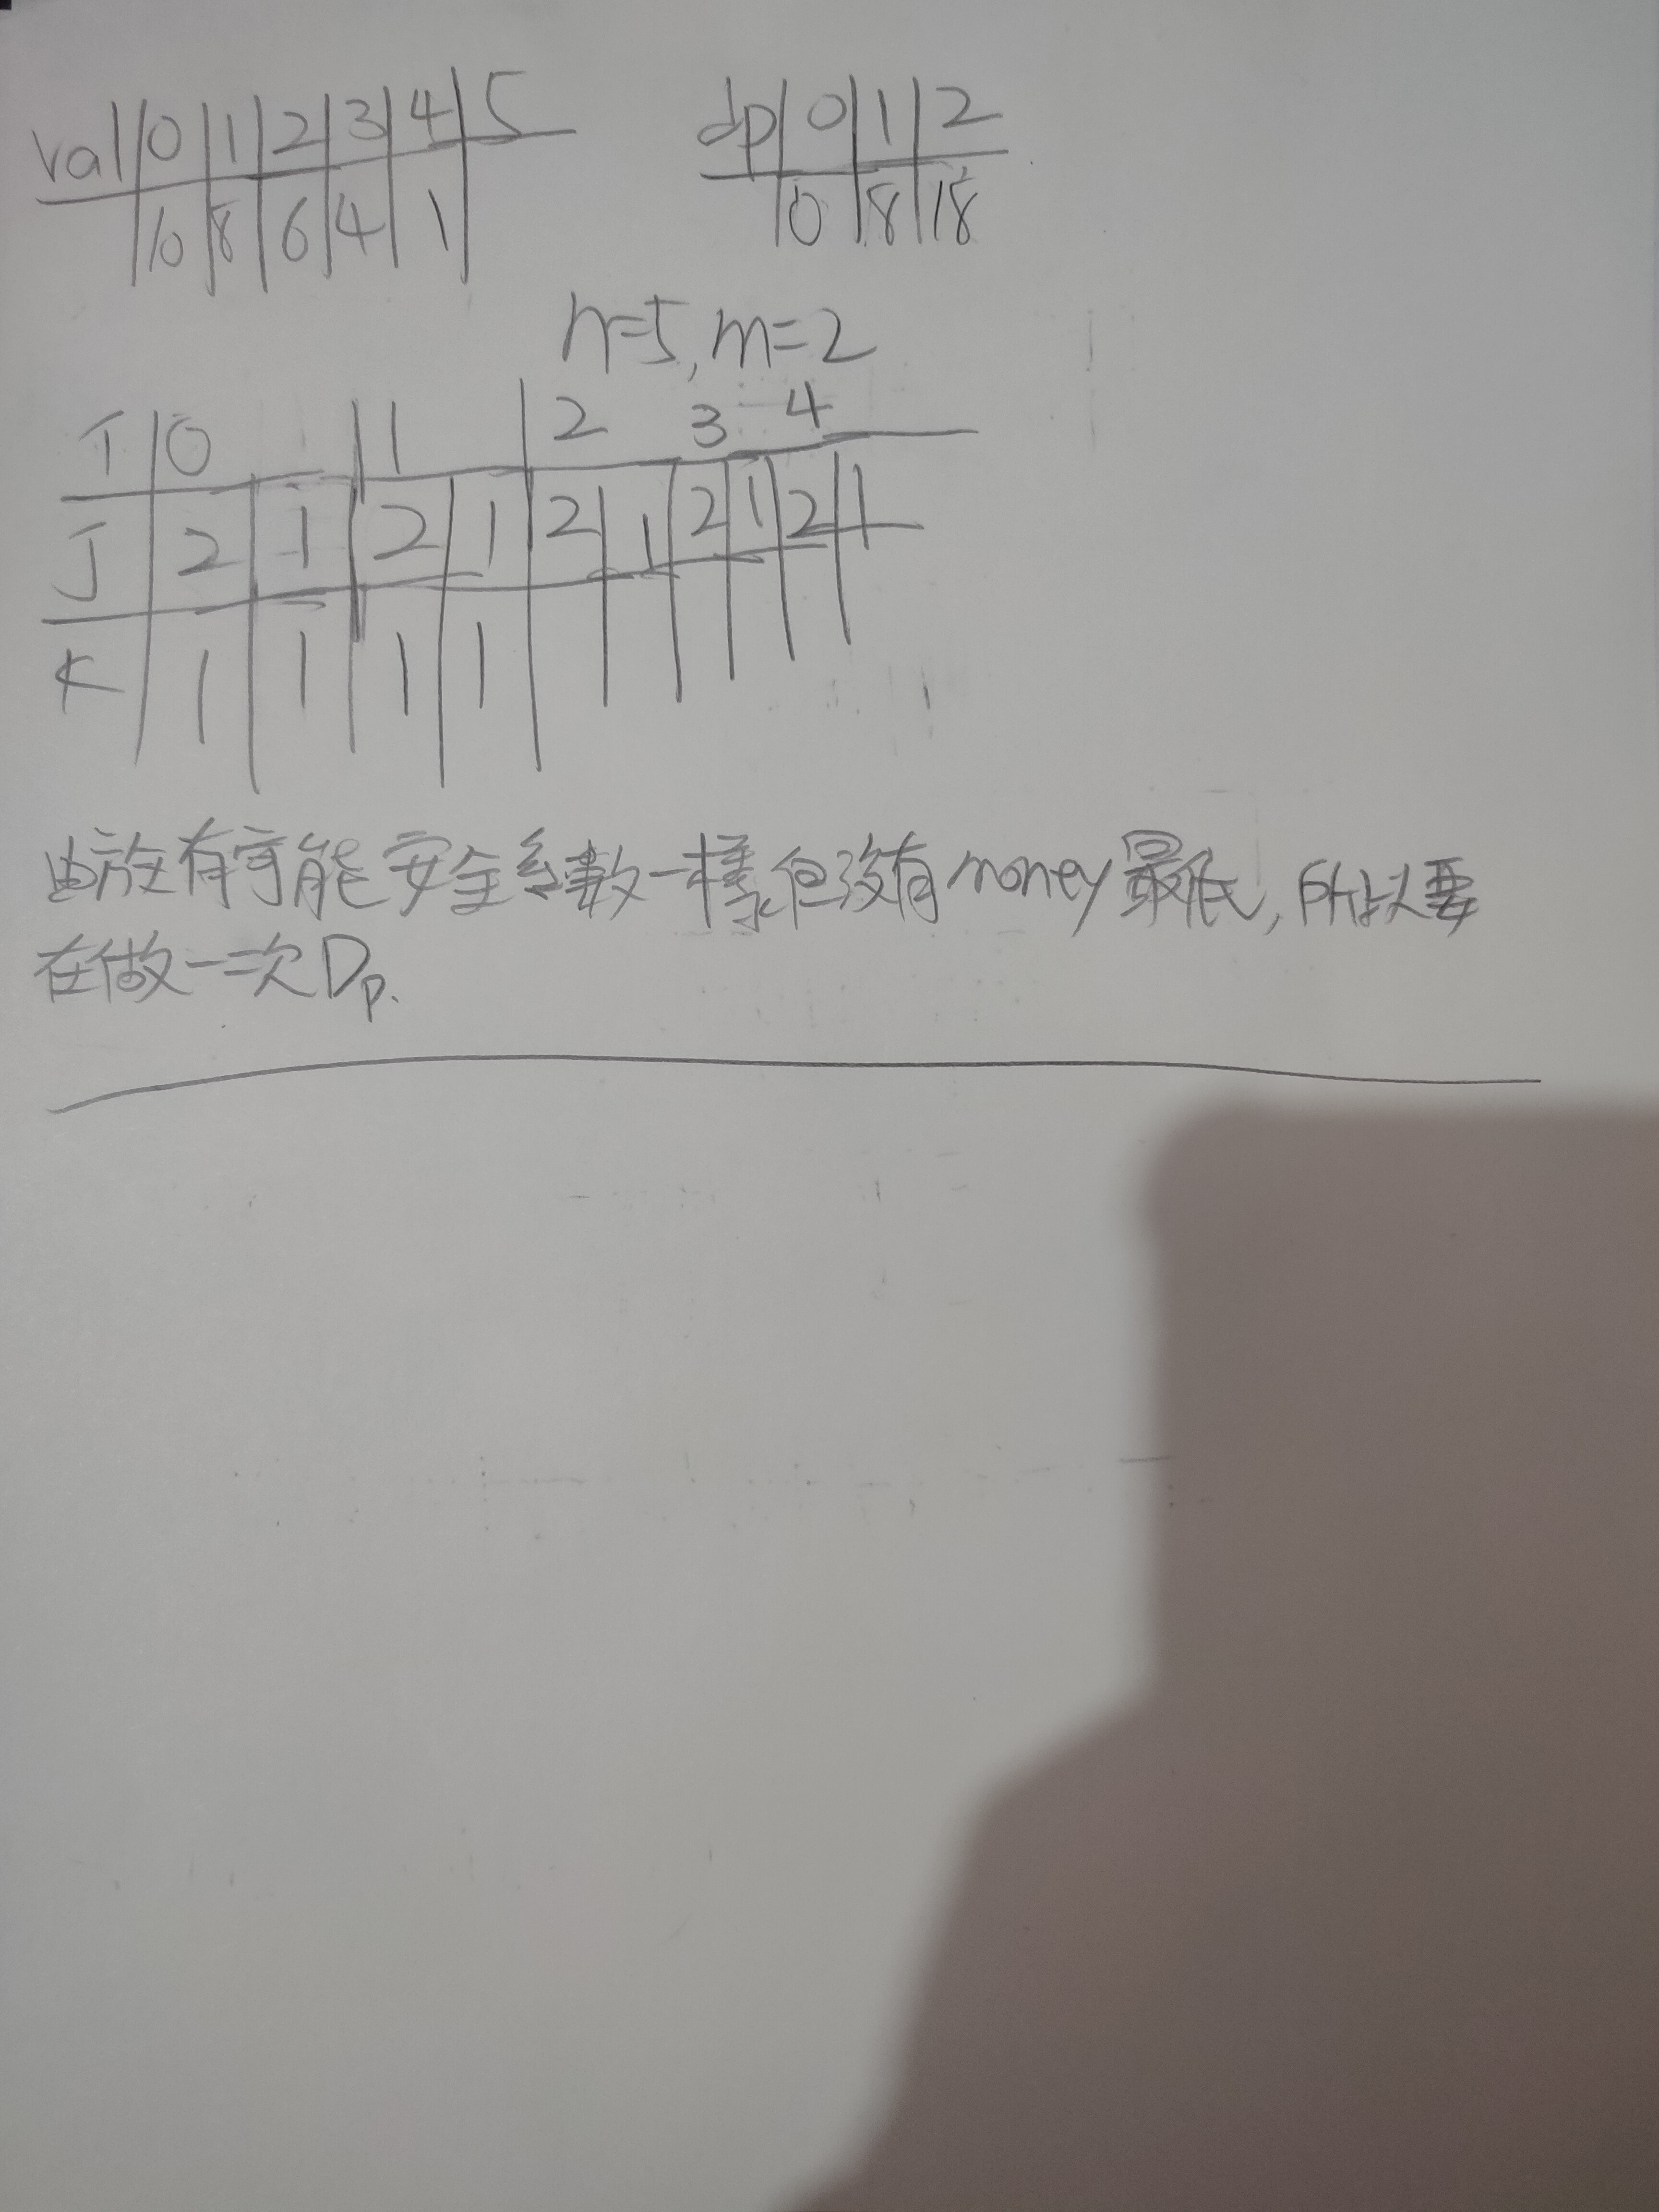 val 0 1 2 3 4 5
10 8 6 4 1
dp 0 1 2
0 8 18
n=5, m=2
I 0 1 2 3 4
J 2 1 2 1 2 1 2 1 2 1
K 1 1 1 1
由於有可能安全系數一樣但沒有money最低,所以要
在做一次Dp.